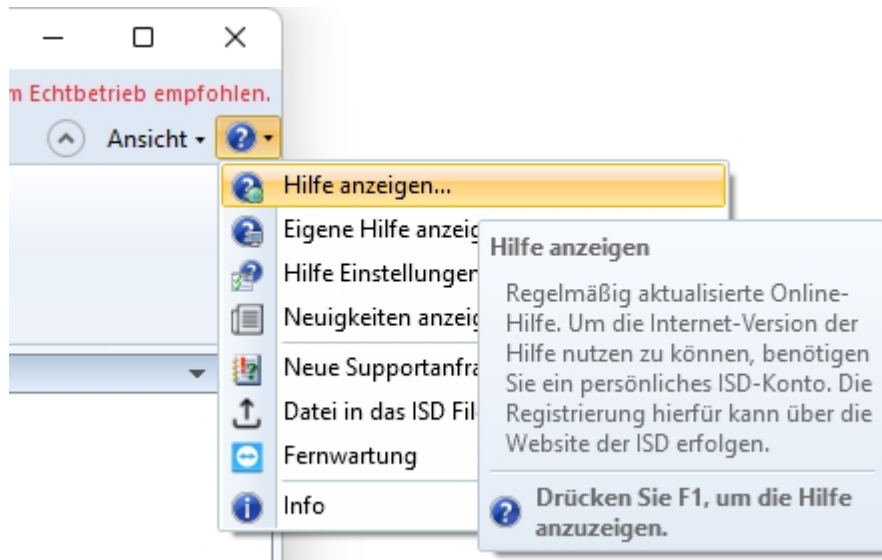 m Echtbetrieb empfohlen.
Ansicht
Hilfe anzeigen...
Eigene Hilfe anzeig
Hilfe Einstellungen
Neuigkeiten anzeig
Neue Supportanfra
Datei in das ISD Fil
Fernwartung
Info
Hilfe anzeigen
Regelmäßig aktualisierte Online-
Hilfe. Um die Internet-Version der
Hilfe nutzen zu können, benötigen
Sie ein persönliches ISD-Konto. Die
Registrierung hierfür kann über die
Website der ISD erfolgen.
Drücken Sie F1, um die Hilfe
anzuzeigen.